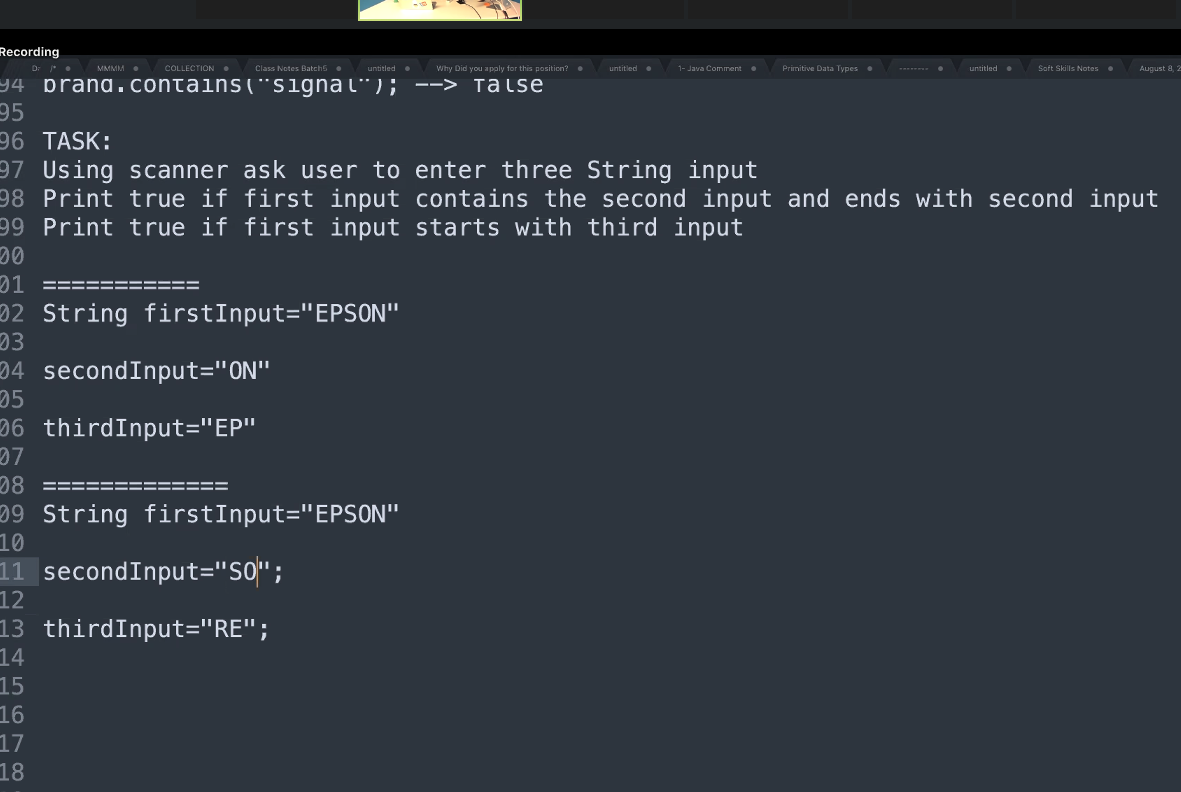 Recording
D: /* MMMM COLLECTION Class Notes Batch5 untitled Why Did you xpoly for this position? untitled 1- Java Comment Primitive Data Types -------- untitled Soft Skills Notes August 8, 2
94 brand.contains("signal"); --> false
95
96 TASK:
97 Using scanner ask user to enter three String input
98 Print true if first input contains the second input and ends with second input
99 Print true if first input starts with third input
00
01 ===========
02 String firstInput="EPSON"
03
04 secondInput="ON"
05
06 thirdInput="EP"
07
08 =============
09 String firstInput="EPSON"
10
11 secondInput="SO";
12
13 thirdInput="RE";
14
15
16
17
18